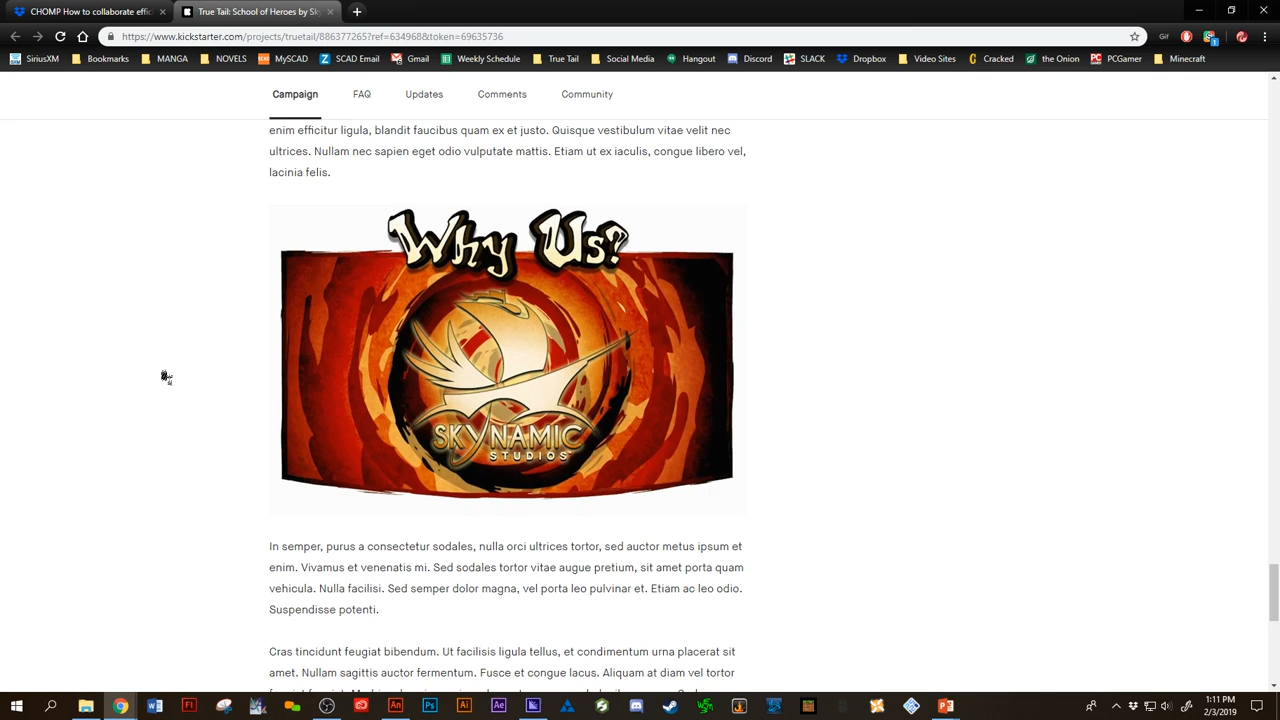 CHOMP How to collaborate effic
True Tail: School of Heroes by Sky
https://www.kickstarter.com/projects/truetail/886377265?ref=634968&token=69635736
Gif
SiriusXM Bookmarks MANGA NOVELS MySCAD SCAD Email Gmail Weekly Schedule True Tail Social Media Hangout Discord SLACK Dropbox Video Sites Cracked the Onion PCGamer Minecraft
Campaign FAQ Updates Comments Community
enim efficitur ligula, blandit faucibus quam ex et justo. Quisque vestibulum vitae velit nec
ultrices. Nullam nec sapien eget odio vulputate mattis. Etiam ut ex iaculis, congue libero vel,
lacinia felis.
Why Us?
SKYNAMIC
STUDIOS
In semper, purus a consectetur sodales, nulla orci ultrices tortor, sed auctor metus ipsum et
enim. Vivamus et venenatis mi. Sed sodales tortor vitae augue pretium, sit amet porta quam
vehicula. Nulla facilisi. Sed semper dolor magna, vel porta leo pulvinar et. Etiam ac leo odio.
Suspendisse potenti.
Cras tincidunt feugiat bibendum. Ut facilisis ligula tellus, et condimentum urna placerat sit
amet. Nullam sagittis auctor fermentum. Fusce et congue lacus. Aliquam at diam vel tortor
1:11 PM
2/3/2019